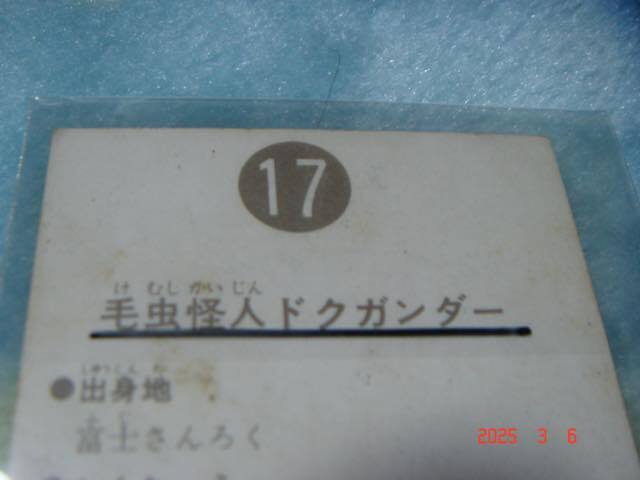 17
け むし かい じん
毛虫怪人ドクガンダー
しゅっしん ち
●出身地
富士さんろく
2025 3 6